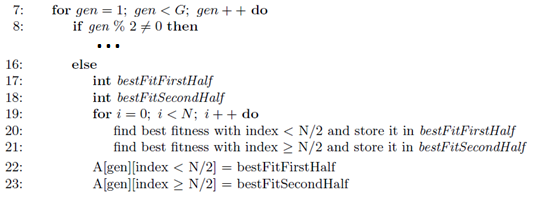 7: for gen = 1; gen < G; gen + + do
8: if gen % 2 ≠ 0 then
•••
16: else
17: int bestFitFirstHalf
18: int bestFitSecondHalf
19: for i = 0; i < N; i + + do
20: find best fitness with index < N/2 and store it in bestFitFirstHalf
21: find best fitness with index ≥ N/2 and store it in bestFitSecondHalf
22: A[gen][index < N/2] = bestFitFirstHalf
23: A[gen][index ≥ N/2] = bestFitSecondHalf